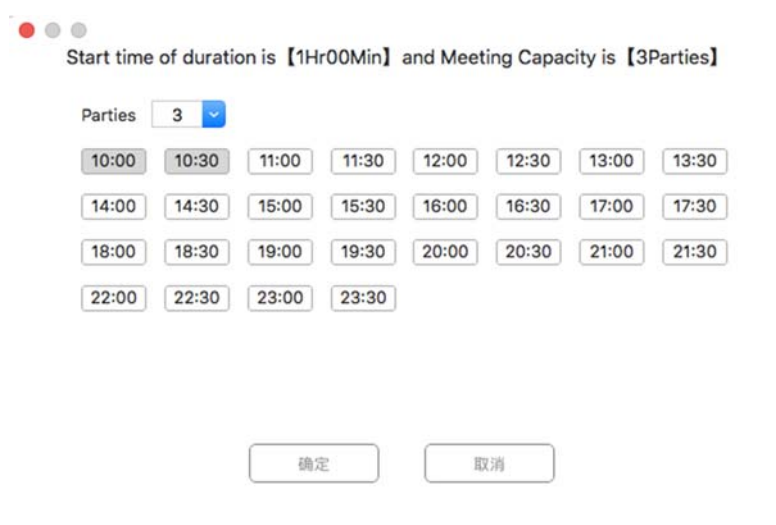 Start time of duration is【1Hr00Min】and Meeting Capacity is【3Parties】
Parties 3
10:00 10:30 11:00 11:30 12:00 12:30 13:00 13:30
14:00 14:30 15:00 15:30 16:00 16:30 17:00 17:30
18:00 18:30 19:00 19:30 20:00 20:30 21:00 21:30
22:00 22:30 23:00 23:30
确定 取消